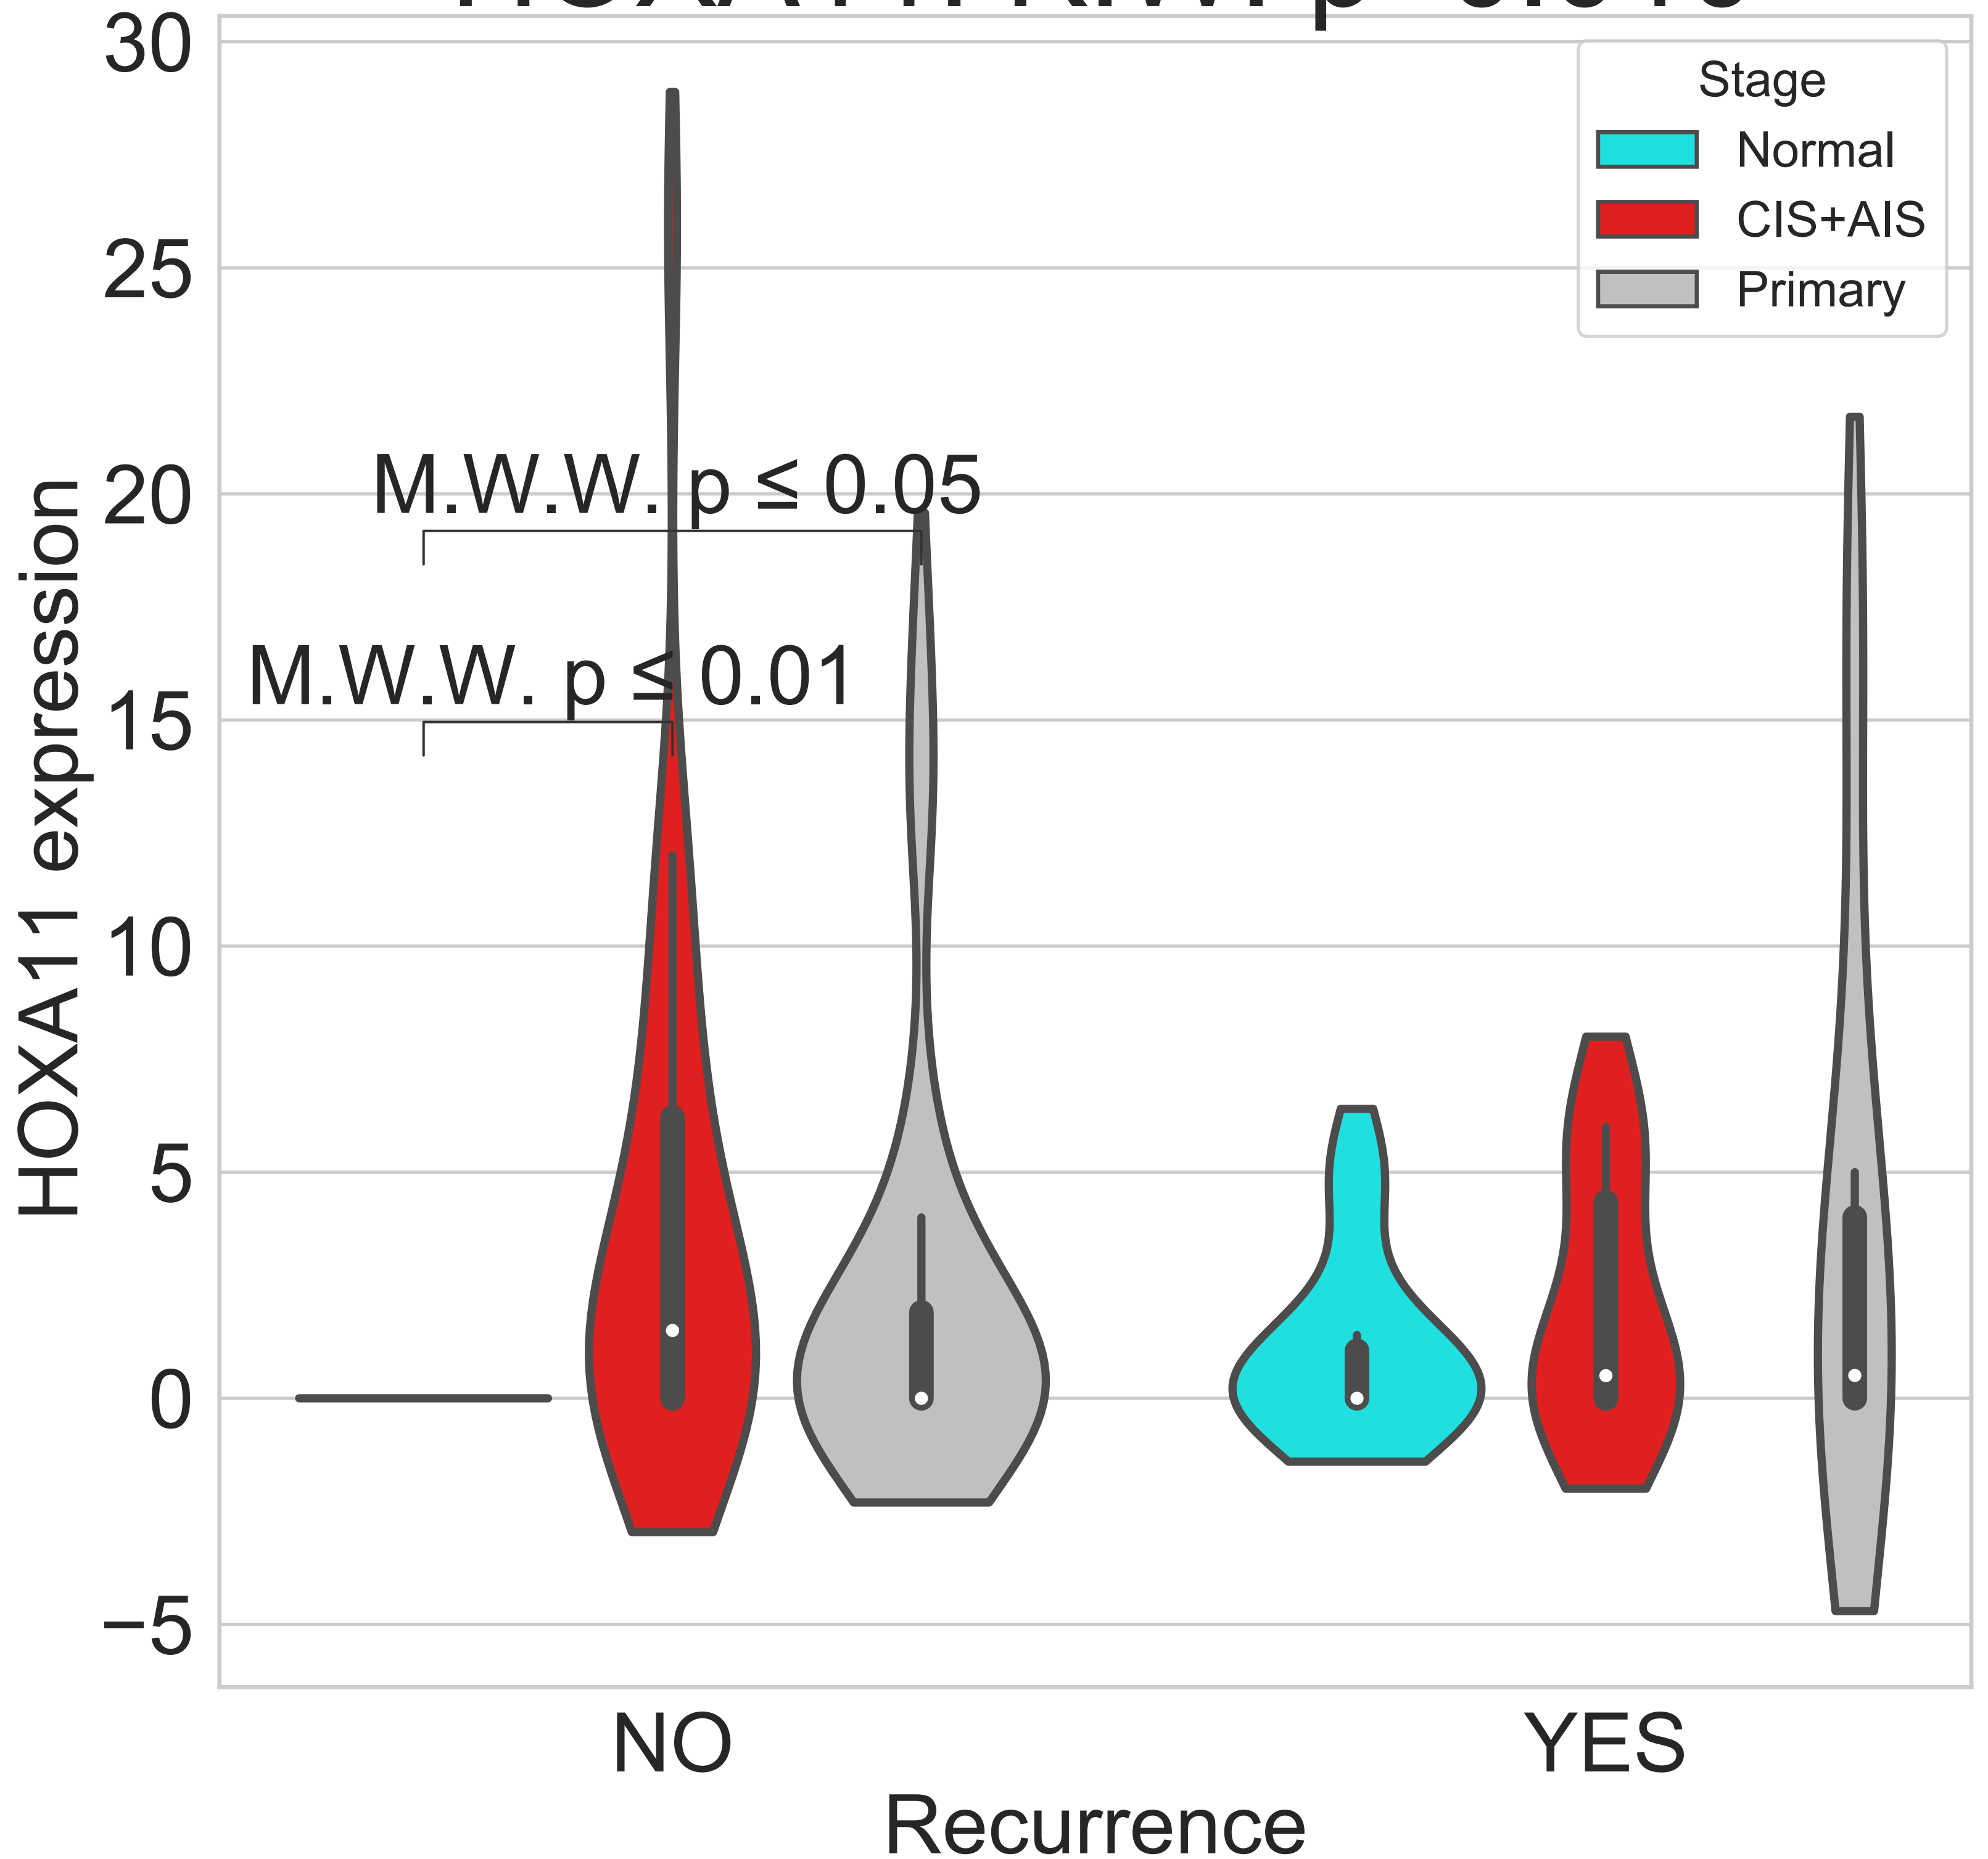 30
25
20
15
10
5
0
−5
HOXA11 expression
Stage
Normal
CIS+AIS
Primary
M.W.W. p ≤ 0.05
M.W.W. p ≤ 0.01
NO
YES
Recurrence